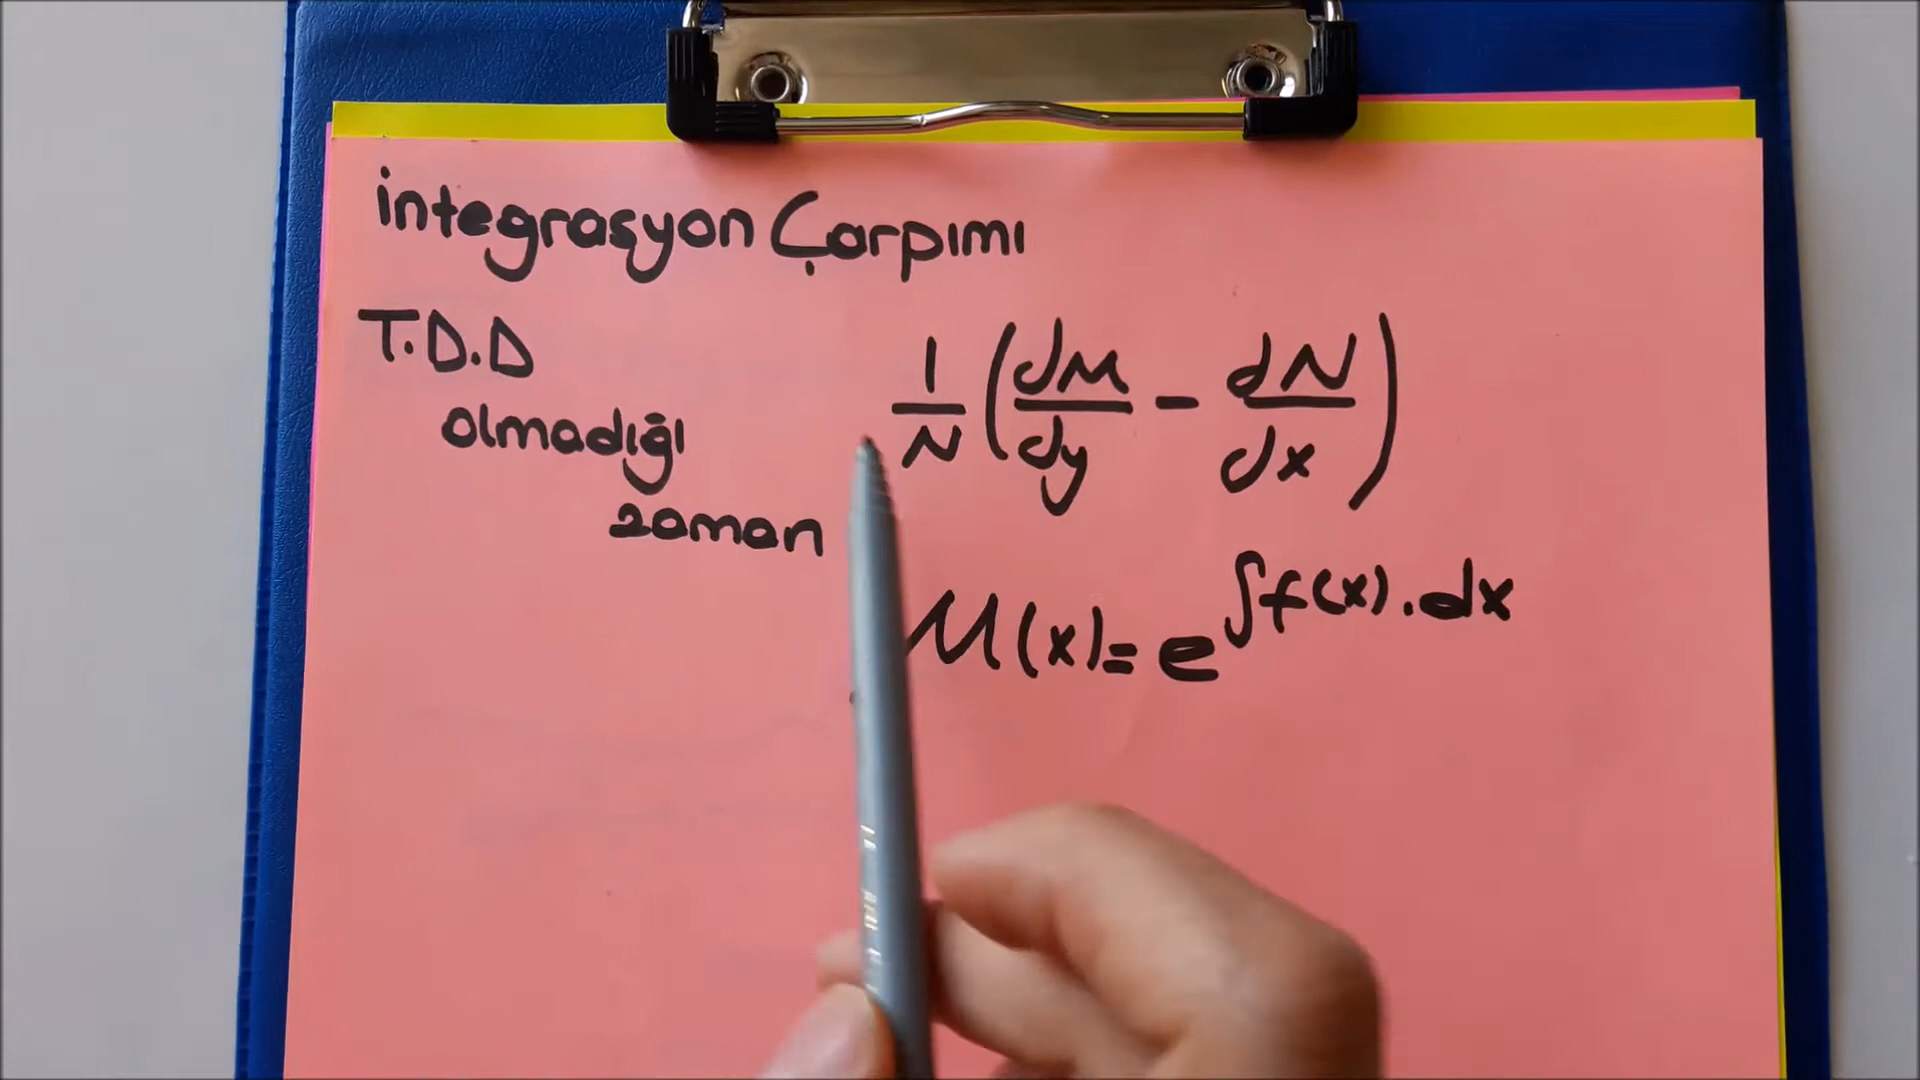 integrasyon Çarpımı
T.D.D
olmadığı
zaman
1/N (dM/dy - dN/dx)
M(x)= e^∫f(x).dx